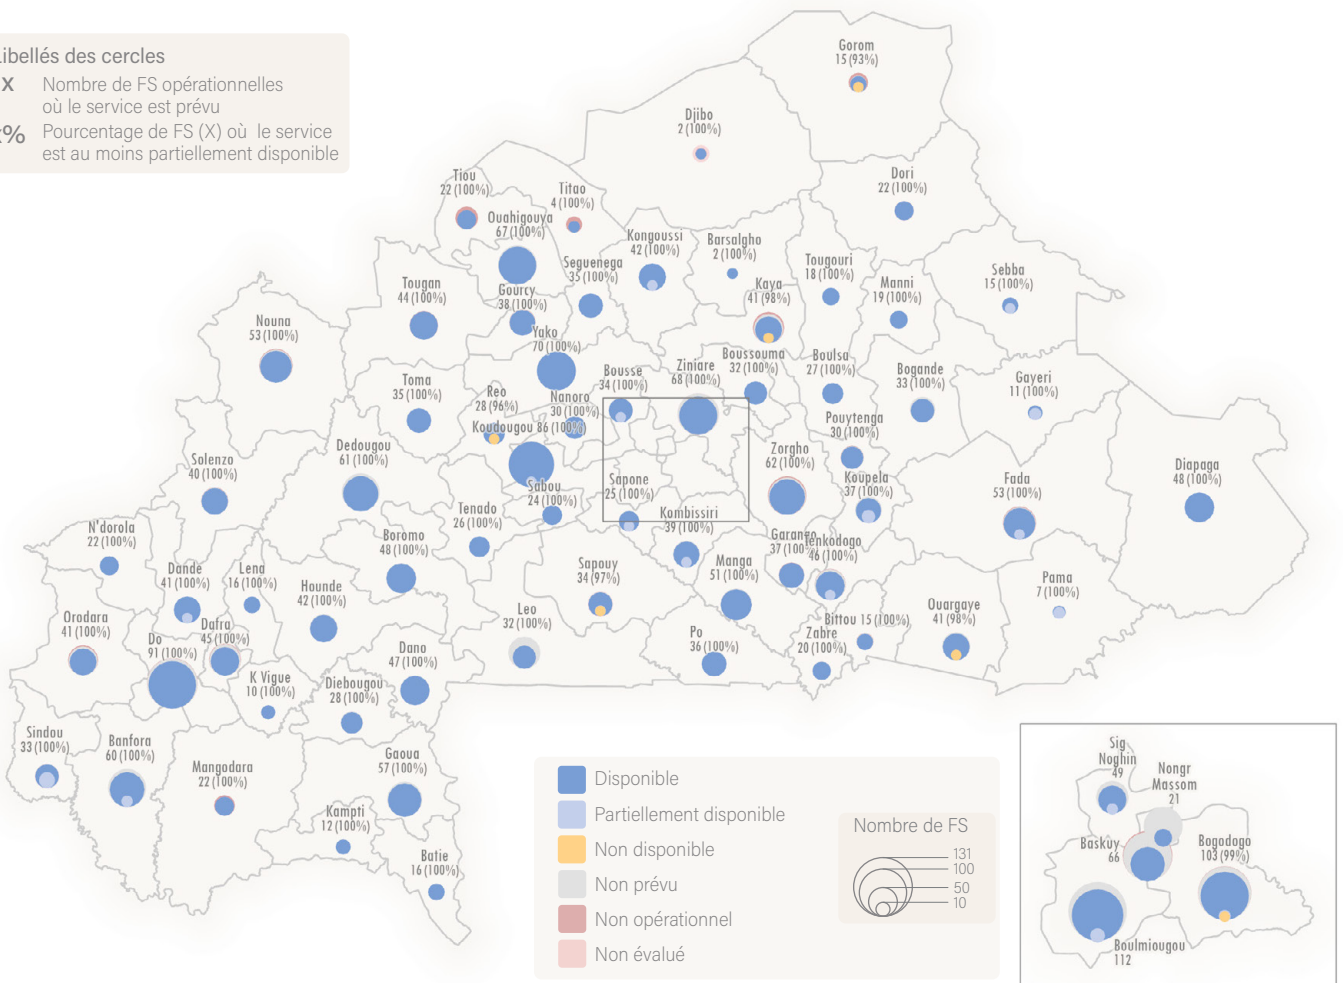 Libellés des cercles
X Nombre de FS opérationnelles
où le service est prévu
% Pourcentage de FS (X) où le service
est au moins partiellement disponible
Gorom
15 (93%)
Djibo
2 (100%)
Dori
22 (100%)
Tiou
22 (100%)
Titao
4 (100%)
Ouahigouya
67 (100%)
Kongoussi
42 (100%)
Barsalgho
2 (100%)
Tougouri
18 (100%)
Seguenega
35 (100%)
Kaya
41 (98%)
Manni
19 (100%)
Sebba
15 (100%)
Tougan
44 (100%)
Gourcy
38 (100%)
Nouna
53 (100%)
Yako
70 (100%)
Boussouma
32 (100%)
Boulsa
27 (100%)
Ziniare
68 (100%)
Bousse
34 (100%)
Bogande
33 (100%)
Gayeri
11 (100%)
Toma
35 (100%)
Reo
28 (96%)
Nanoro
30 (100%)
Koudougou 86 (100%)
Pouytenga
30 (100%)
Dedougou
61 (100%)
Zorgho
62 (100%)
Solenzo
40 (100%)
Sapone
25 (100%)
Koupela
37 (100%)
Fada
53 (100%)
Diapaga
48 (100%)
Sabou
24 (100%)
Tenado
26 (100%)
Kombissiri
39 (100%)
N'dorola
22 (100%)
Boromo
48 (100%)
Garango
37 (100%)
Tenkodogo
46 (100%)
Dande
41 (100%)
Lena
16 (100%)
Hounde
42 (100%)
Sapouy
34 (97%)
Manga
51 (100%)
Pama
7 (100%)
Orodara
41 (100%)
Dafra
45 (100%)
Do
91 (100%)
Leo
32 (100%)
Po
36 (100%)
Zabre
20 (100%)
Bittou 15 (100%)
Ouargaye
41 (98%)
Dano
47 (100%)
K Vigue
10 (100%)
Diebougou
28 (100%)
Sindou
33 (100%)
Banfora
60 (100%)
Mangodara
22 (100%)
Gaoua
57 (100%)
Kampti
12 (100%)
Batie
16 (100%)
Disponible
Partiellement disponible
Non disponible
Non prévu
Non opérationnel
Non évalué
Nombre de FS
131
100
50
10
Sig
Noghin
49
Nongr
Massom
21
Baskuy
66
Bogodogo
103 (99%)
Boulmiougou
112